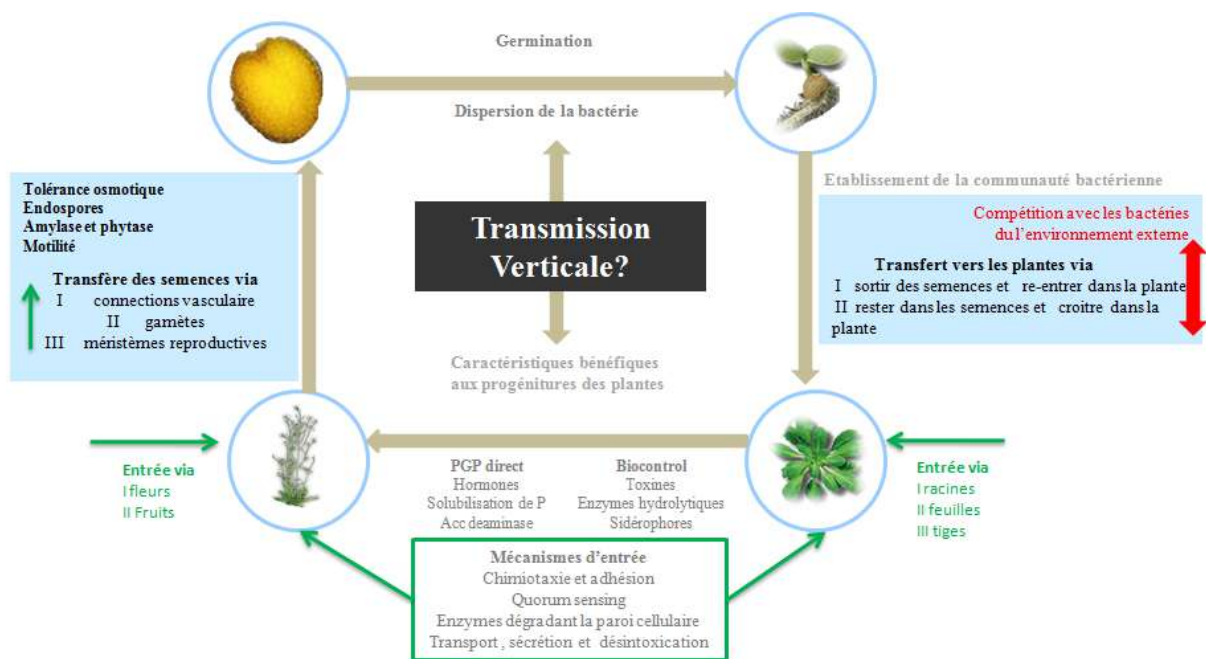 Germination
Dispersion de la bactérie
Tolérance osmotique
Endospores
Amylase et phytase
Motilité
Transfère des semences via
I connections vasculaire
II gamètes
III méristèmes reproductives
Transmission
Verticale?
Etablissement de la communauté bactérienne
Compétition avec les bactéries
du l'environnement externe
Transfert vers les plantes via
I sortir des semences et re-entrer dans la plante
II rester dans les semences et croitre dans la
plante
Caractéristiques bénéfiques
aux progénitures des plantes
Entrée via
I fleurs
II Fruits
PGP direct
Hormones
Solubilisation de P
Acc deaminase
Biocontrol
Toxines
Enzymes hydrolytiques
Sidérophores
Entrée via
I racines
II feuilles
III tiges
Mécanismes d'entrée
Chimiotaxie et adhésion
Quorum sensing
Enzymes dégradant la paroi cellulaire
Transport , sécrétion et désintoxication